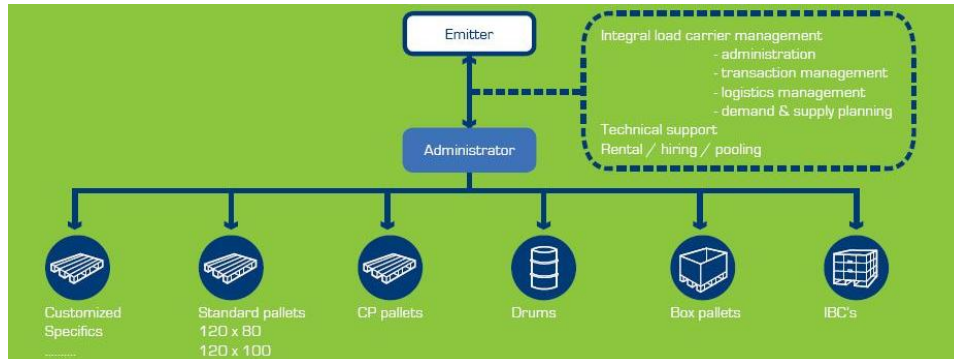 Emitter
Integral load carrier management
- administration
- transaction management
- logistics management
- demand & supply planning
Technical support
Rental / hiring / pooling
Administrator
Customized
Specifics
..........
Standard pallets
120 x 80
120 x 100
CP pallets
Drums
Box pallets
IBC's